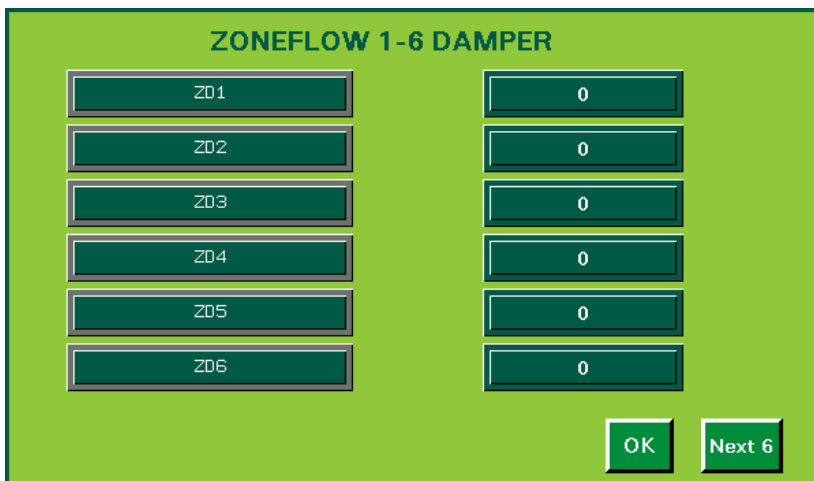 ZONEFLOW 1-6 DAMPER
ZD1 0
ZD2 0
ZD3 0
ZD4 0
ZD5 0
ZD6 0
OK Next 6